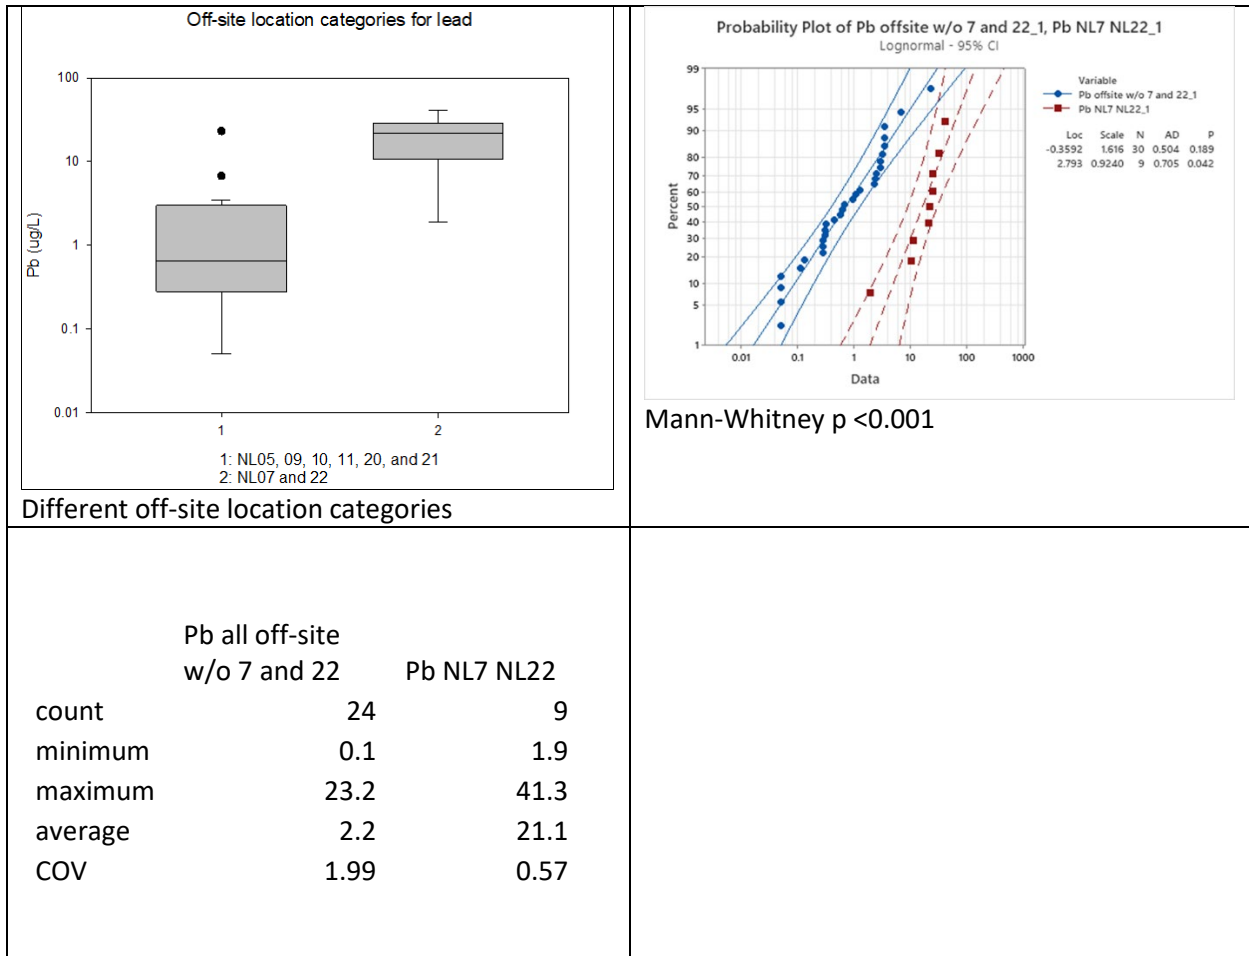 Off-site location categories for lead
100
10
1
0.1
0.01
Pb (ug/L)
1 2
1: NL05, 09, 10, 11, 20, and 21
2: NL07 and 22
Different off-site location categories
Probability Plot of Pb offsite w/o 7 and 22_1, Pb NL7 NL22_1
Lognormal - 95% CI
99
95
90
80
70
60
50
40
30
20
10
5
1
Percent
0.01 0.1 1 10 100 1000
Data
Variable
Pb offsite w/o 7 and 22_1
Pb NL7 NL22_1
Loc Scale N AD P
-0.3592 1.616 30 0.504 0.189
2.793 0.9240 9 0.705 0.042
Mann-Whitney p <0.001
Pb all off-site
w/o 7 and 22 Pb NL7 NL22
count 24 9
minimum 0.1 1.9
maximum 23.2 41.3
average 2.2 21.1
COV 1.99 0.57